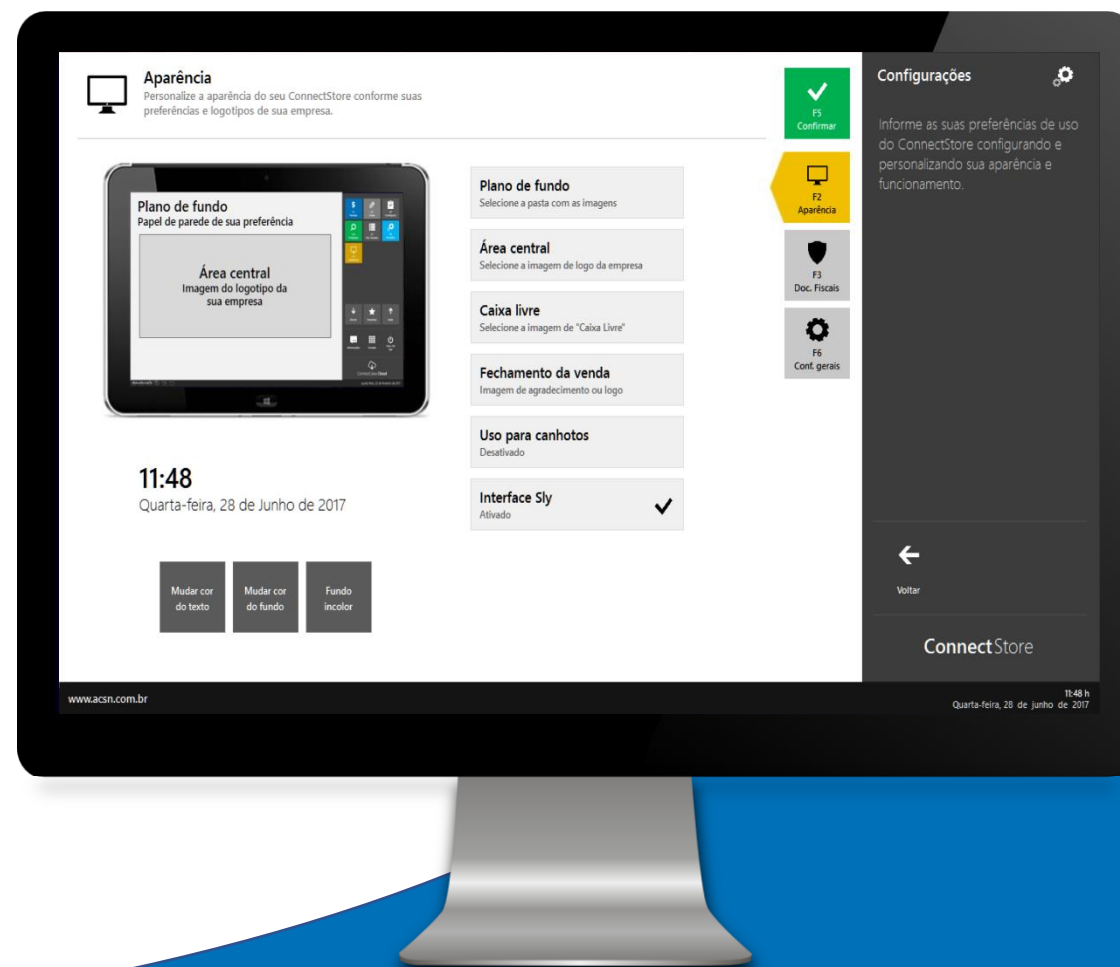 Aparência
Personalize a aparência do seu ConnectStore conforme suas
preferências e logotipos de sua empresa.
F5
Confirmar
Configurações
Informe as suas preferências de uso
do ConnectStore configurando e
personalizando sua aparência e
funcionamento.
Plano de fundo
Papel de parede de sua preferência
Área central
Imagem do logotipo da
sua empresa
Plano de fundo
Selecione a pasta com as imagens
Área central
Selecione a imagem de logo da empresa
Caixa livre
Selecione a imagem de "Caixa Livre"
Fechamento da venda
Imagem de agradecimento ou logo
Uso para canhotos
Desativado
Interface Sly
Ativado
F2
Aparência
F3
Doc. Fiscais
F6
Conf. gerais
11:48
Quarta-feira, 28 de Junho de 2017
Mudar cor
do texto
Mudar cor
do fundo
Fundo
incolor
Voltar
ConnectStore
www.acsn.com.br
11:48 h
Quarta-feira, 28 de junho de 2017